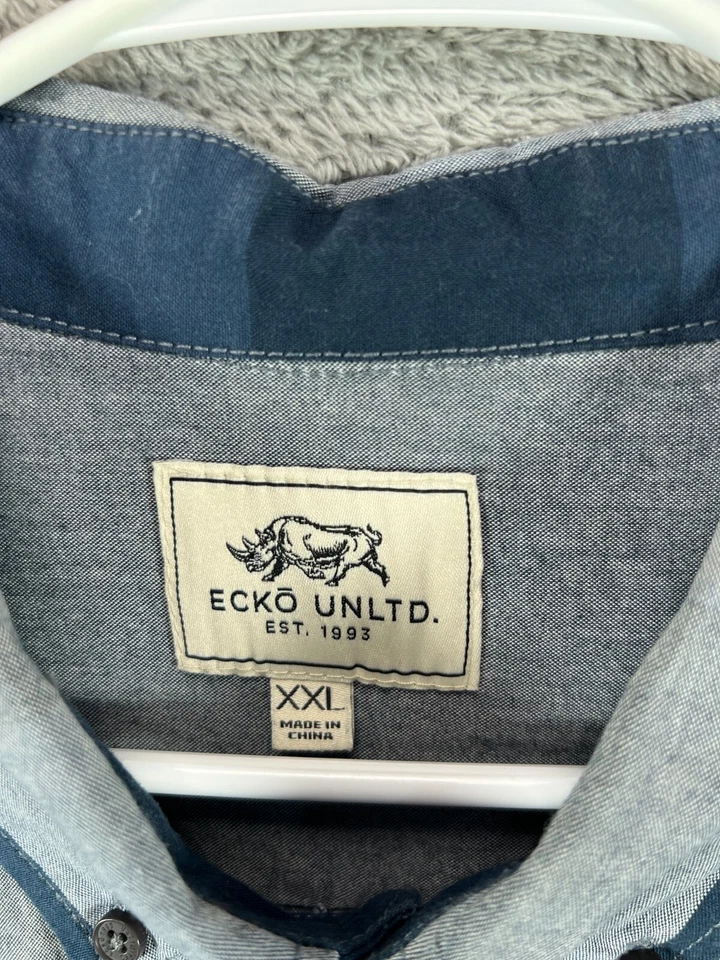 ECKŌ UNLTD.
EST. 1993
XXL
MADE IN
CHINA